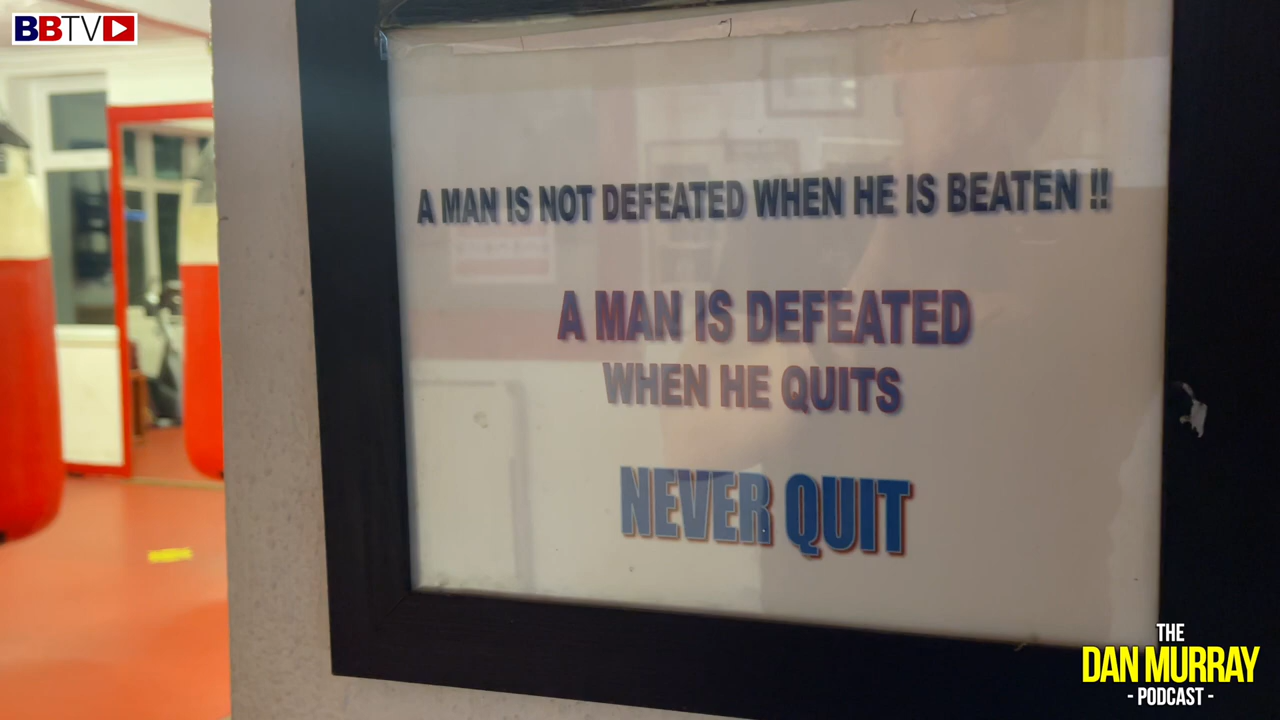 BBTV
A MAN IS NOT DEFEATED WHEN HE IS BEATEN !!
A MAN IS DEFEATED
WHEN HE QUITS
NEVER QUIT
THE
DAN MURRAY
- PODCAST -